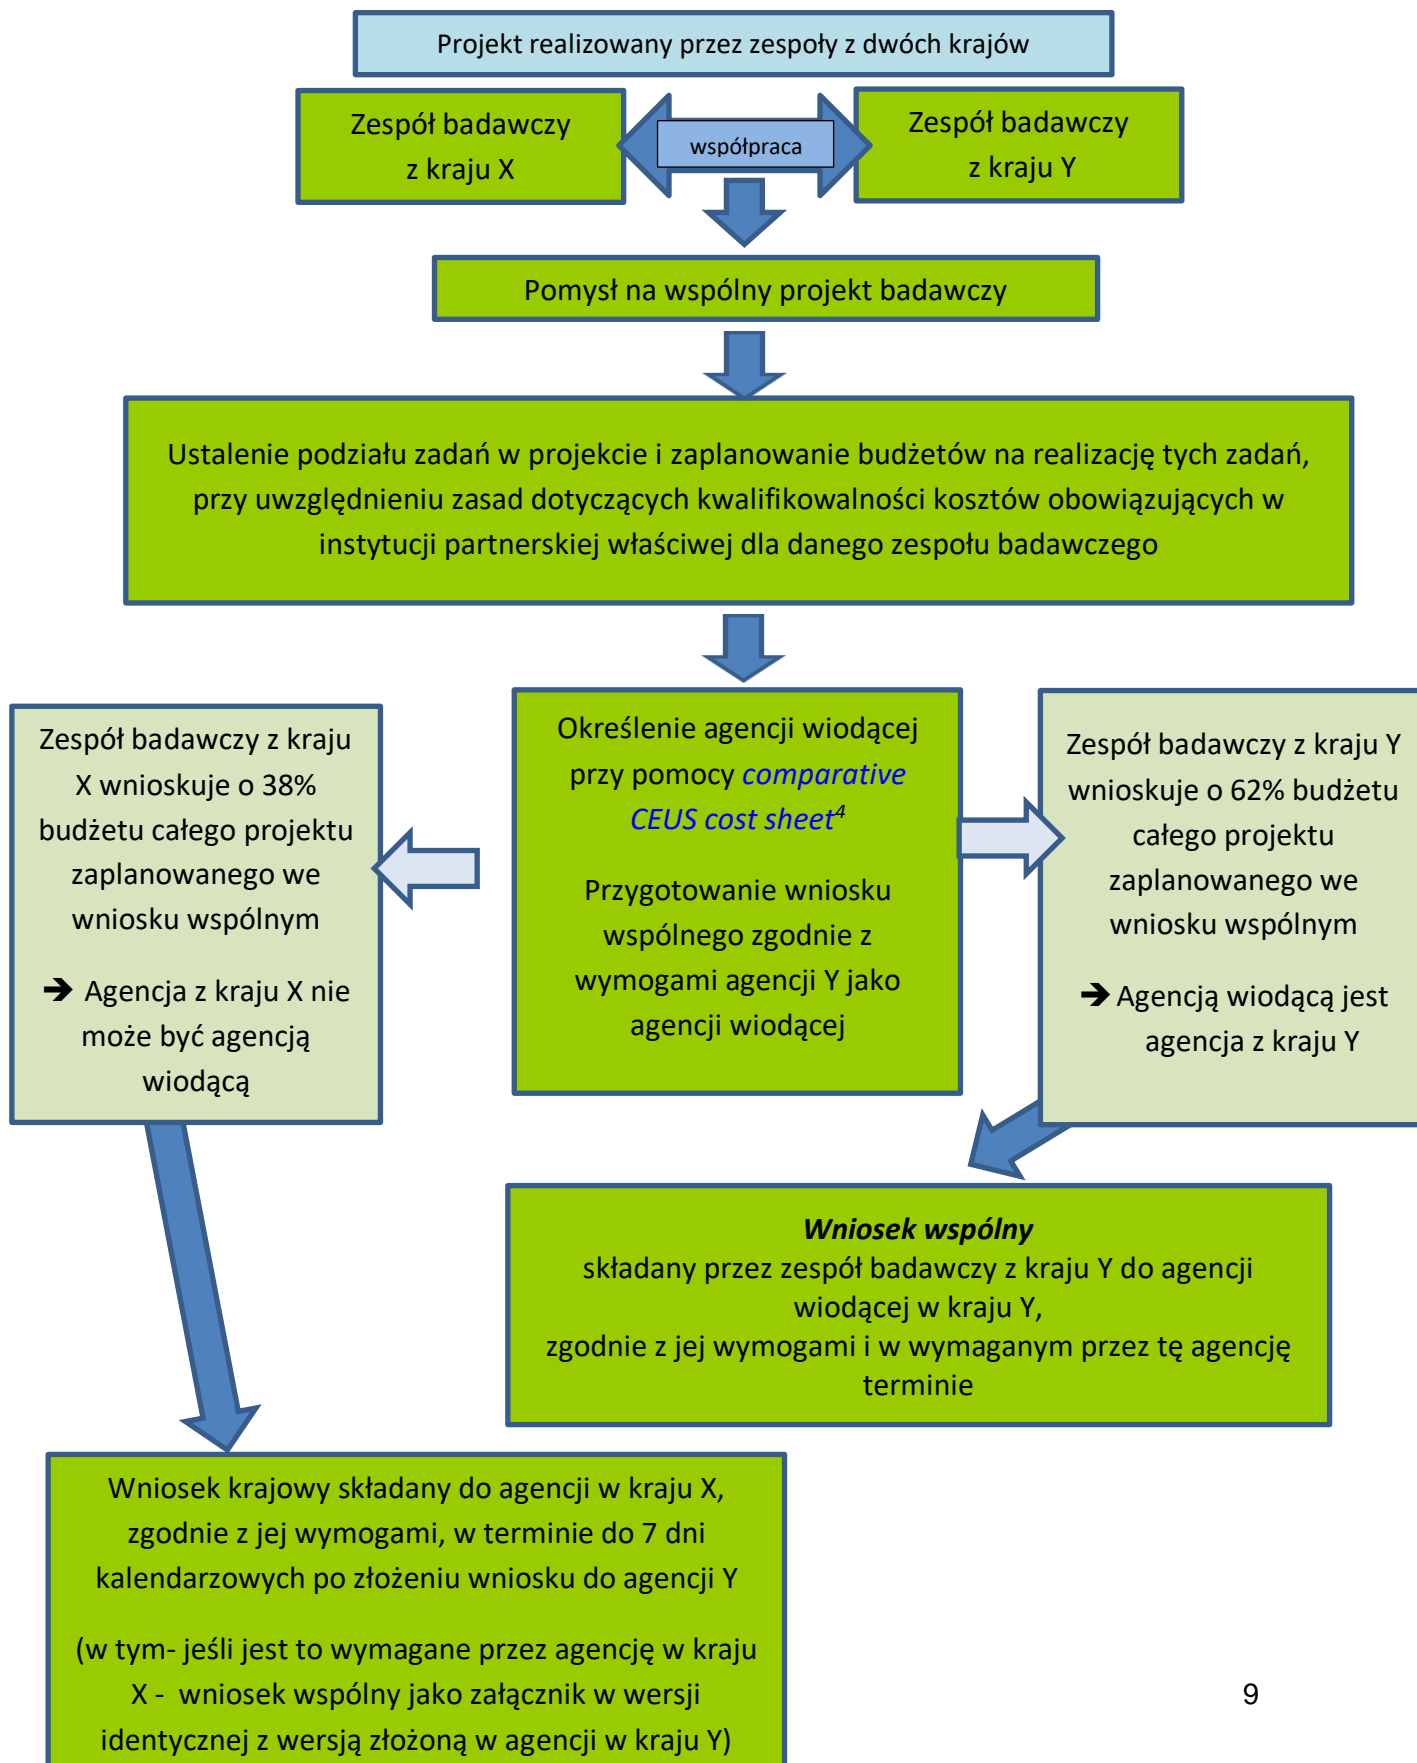 Projekt realizowany przez zespoły z dwóch krajów
Zespół badawczy
z kraju X
współpraca
Zespół badawczy
z kraju Y
Pomysł na wspólny projekt badawczy
Ustalenie podziału zadań w projekcie i zaplanowanie budżetów na realizację tych zadań,
przy uwzględnieniu zasad dotyczących kwalifikowalności kosztów obowiązujących w
instytucji partnerskiej właściwej dla danego zespołu badawczego
Zespół badawczy z kraju
X wnioskuje o 38%
budżetu całego projektu
zaplanowanego we
wniosku wspólnym
➔ Agencja z kraju X nie
może być agencją
wiodącą
Określenie agencji wiodącej
przy pomocy comparative
CEUS cost sheet4
Przygotowanie wniosku
wspólnego zgodnie z
wymogami agencji Y jako
agencji wiodącej
Zespół badawczy z kraju Y
wnioskuje o 62% budżetu
całego projektu
zaplanowanego we
wniosku wspólnym
➔ Agencją wiodącą jest
agencja z kraju Y
Wniosek wspólny
składany przez zespół badawczy z kraju Y do agencji
wiodącej w kraju Y,
zgodnie z jej wymogami i w wymaganym przez tę agencję
terminie
Wniosek krajowy składany do agencji w kraju X,
zgodnie z jej wymogami, w terminie do 7 dni
kalendarzowych po złożeniu wniosku do agencji Y
(w tym- jeśli jest to wymagane przez agencję w kraju
X - wniosek wspólny jako załącznik w wersji
identycznej z wersją złożoną w agencji w kraju Y)
9